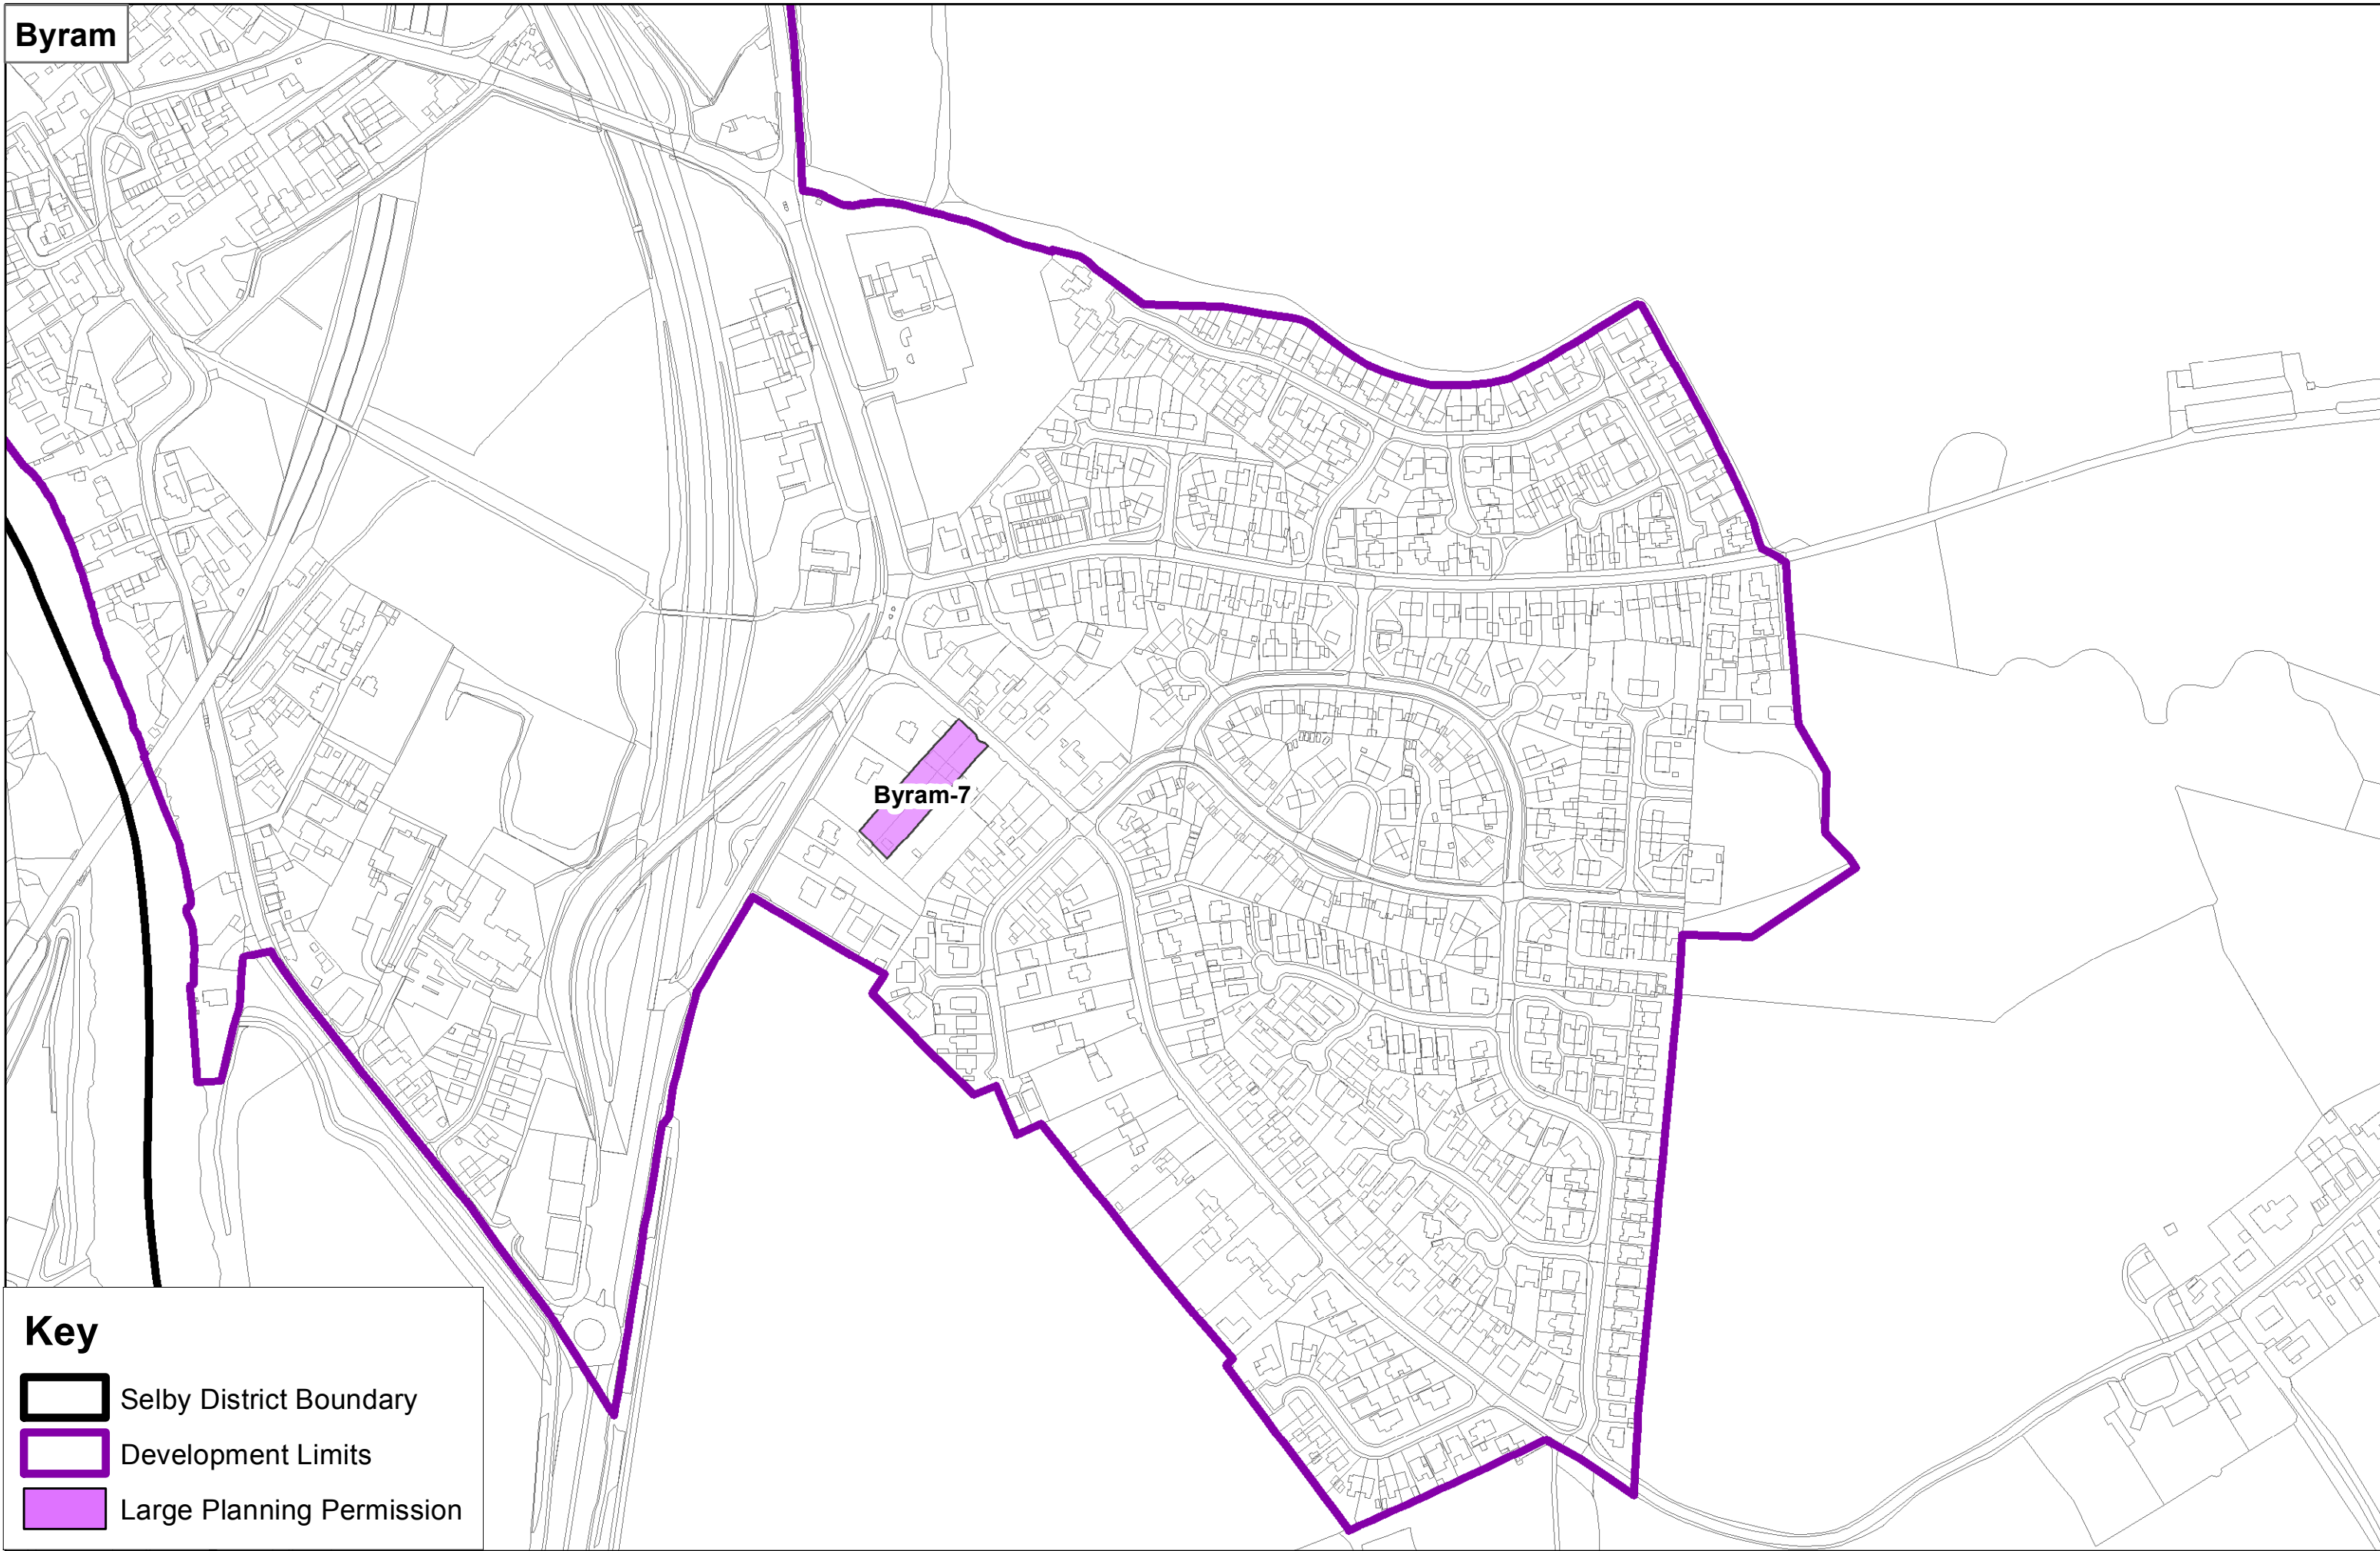 Byram
Byram-7
Key
Selby District Boundary
Development Limits
Large Planning Permission